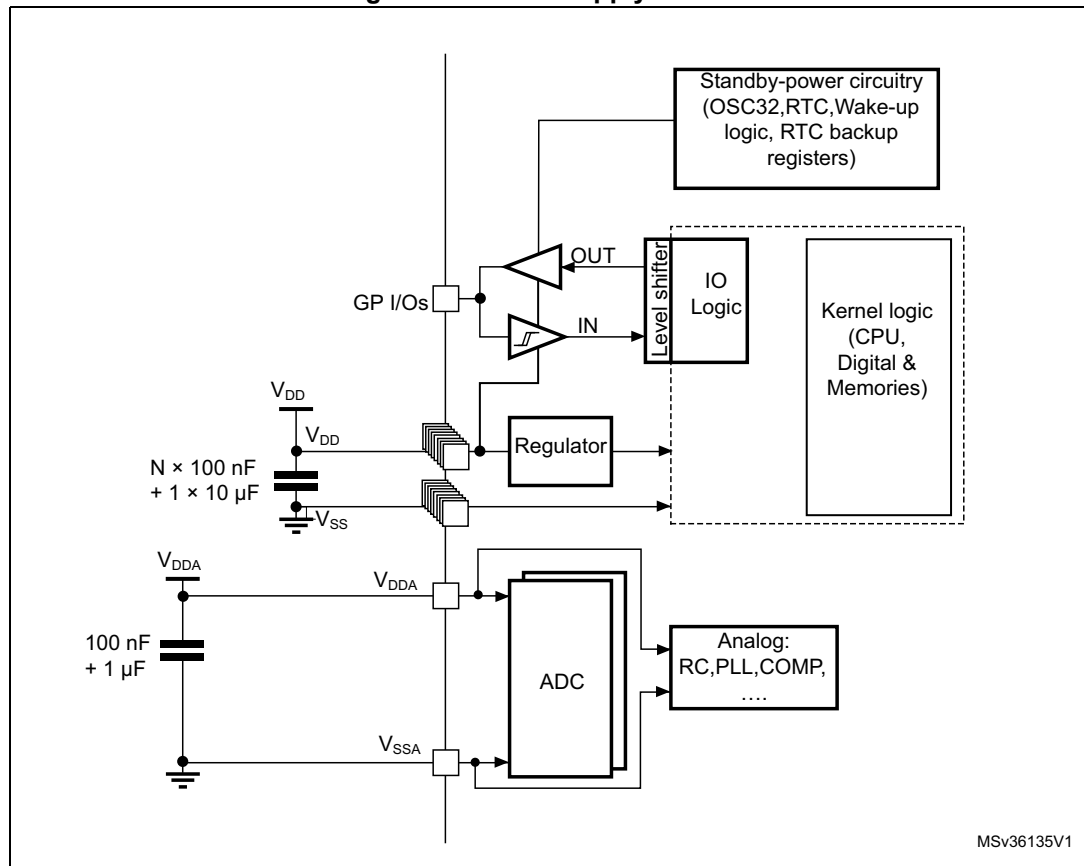 Standby-power circuitry
(OSC32,RTC,Wake-up
logic, RTC backup
registers)
OUT
Level shifter
IO
Logic
GP I/Os
IN
Kernel logic
(CPU,
Digital &
Memories)
VDD
VDD
Regulator
N × 100 nF
+ 1 × 10 µF
VSS
VDDA
VDDA
100 nF
+ 1 µF
ADC
Analog:
RC,PLL,COMP,
....
VSSA
MSv36135V1